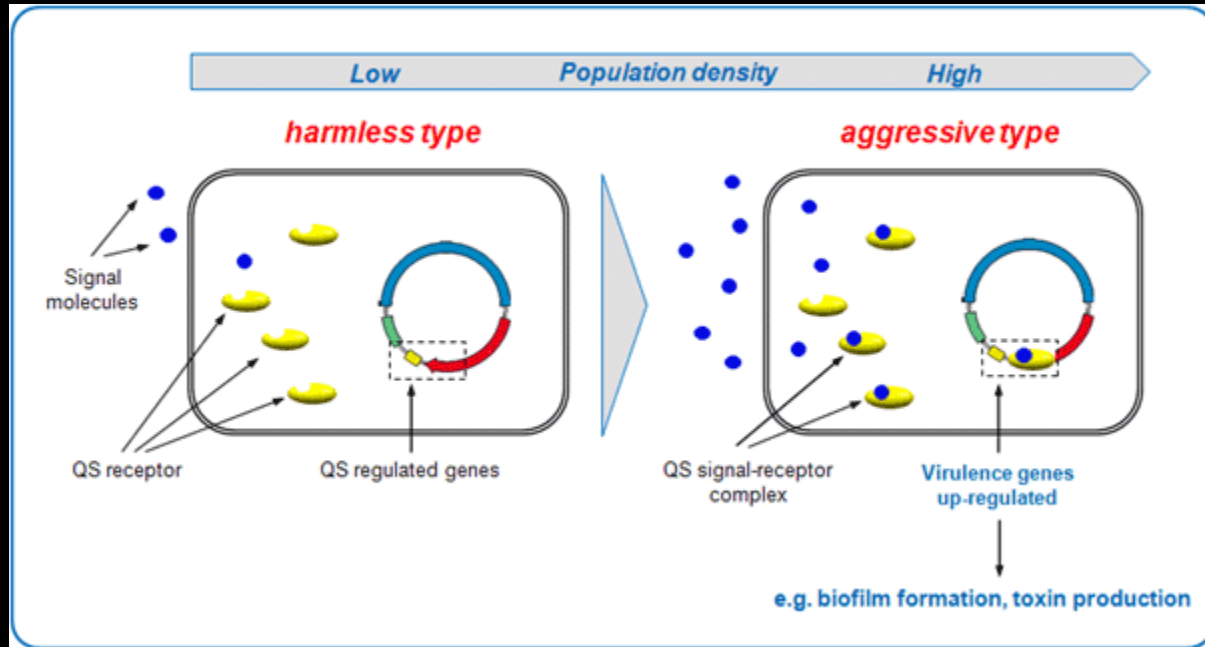 Low Population density High
harmless type aggressive type
Signal
molecules
QS receptor
QS regulated genes
QS signal-receptor
complex
Virulence genes
up-regulated
e.g. biofilm formation, toxin production